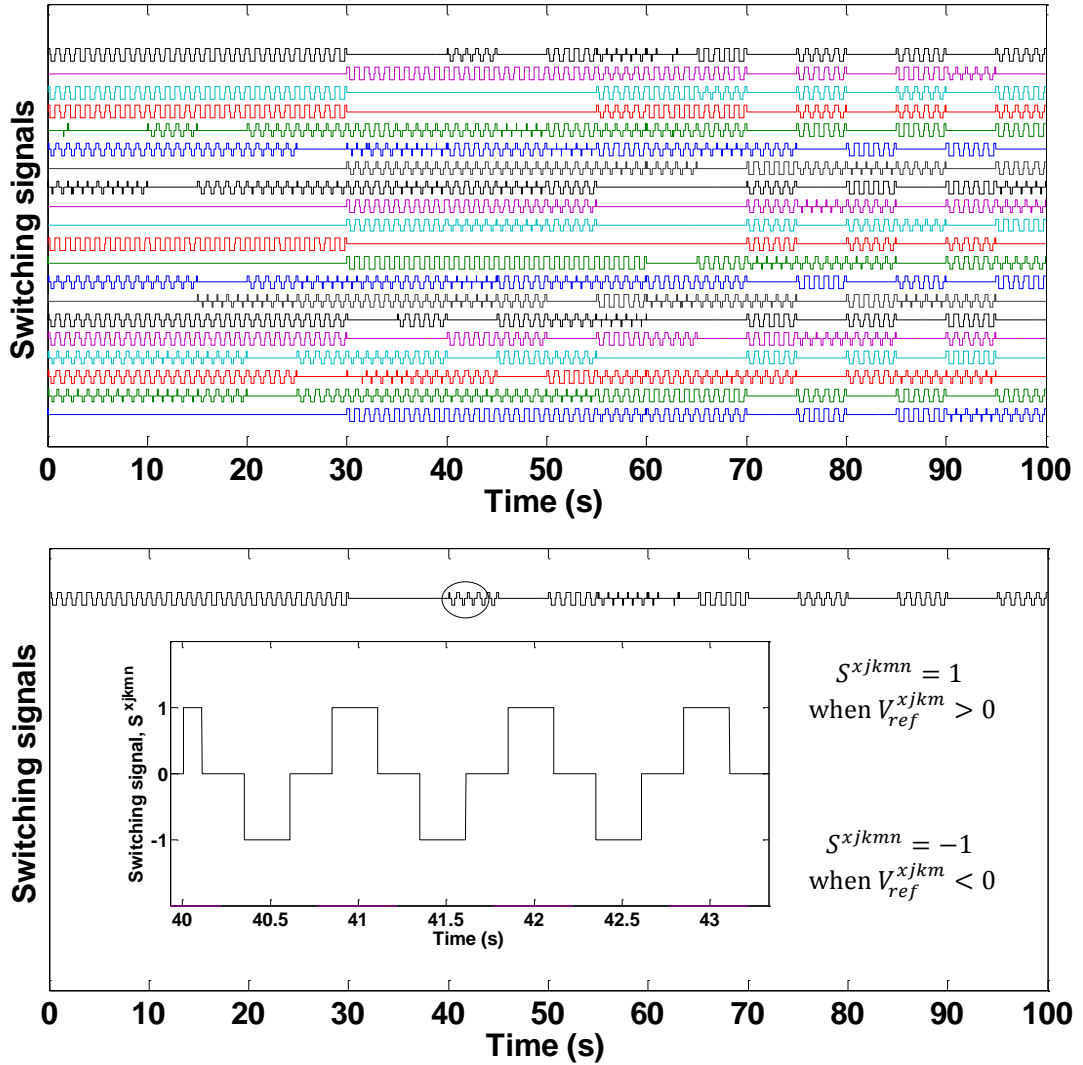 Switching signals
0 10 20 30 40 50 60 70 80 90 100
Time (s)
Switching signals
S^{xjkmn} = 1
when V_{ref}^{xjkm} > 0
S^{xjkmn} = −1
when V_{ref}^{xjkm} < 0
Switching signal, S^{xjkmn}
1
0
-1
40 40.5 41 41.5 42 42.5 43
Time (s)
0 10 20 30 40 50 60 70 80 90 100
Time (s)